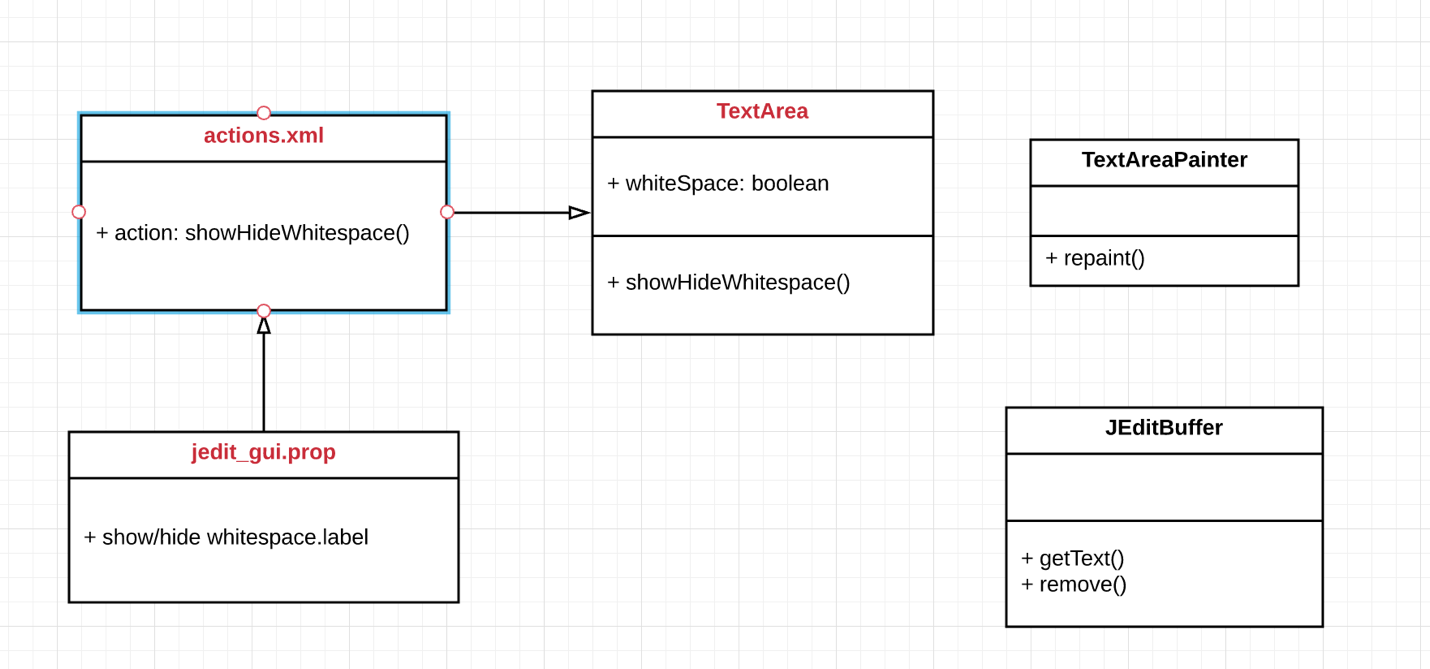 actions.xml
+ action: showHideWhitespace()
TextArea
+ whiteSpace: boolean
+ showHideWhitespace()
TextAreaPainter
+ repaint()
jedit_gui.prop
+ show/hide whitespace.label
JEditBuffer
+ getText()
+ remove()